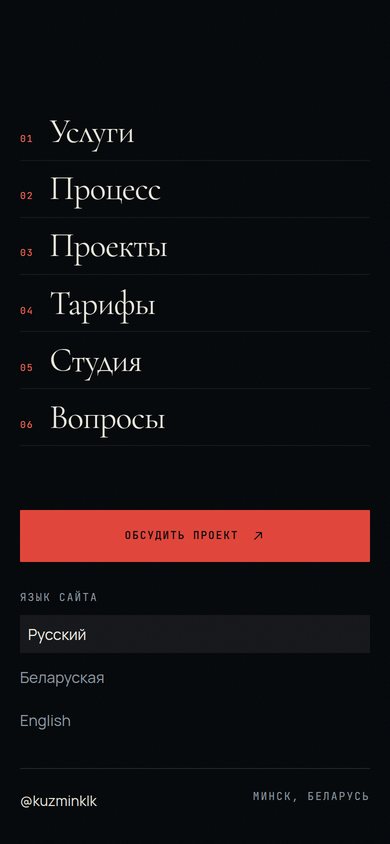 01 Услуги
02 Процесс
03 Проекты
04 Тарифы
05 Студия
06 Вопросы
ОБСУДИТЬ ПРОЕКТ ↗
ЯЗЫК САЙТА
Русский
Беларуская
English
@kuzminklk МИНСК, БЕЛАРУСЬ